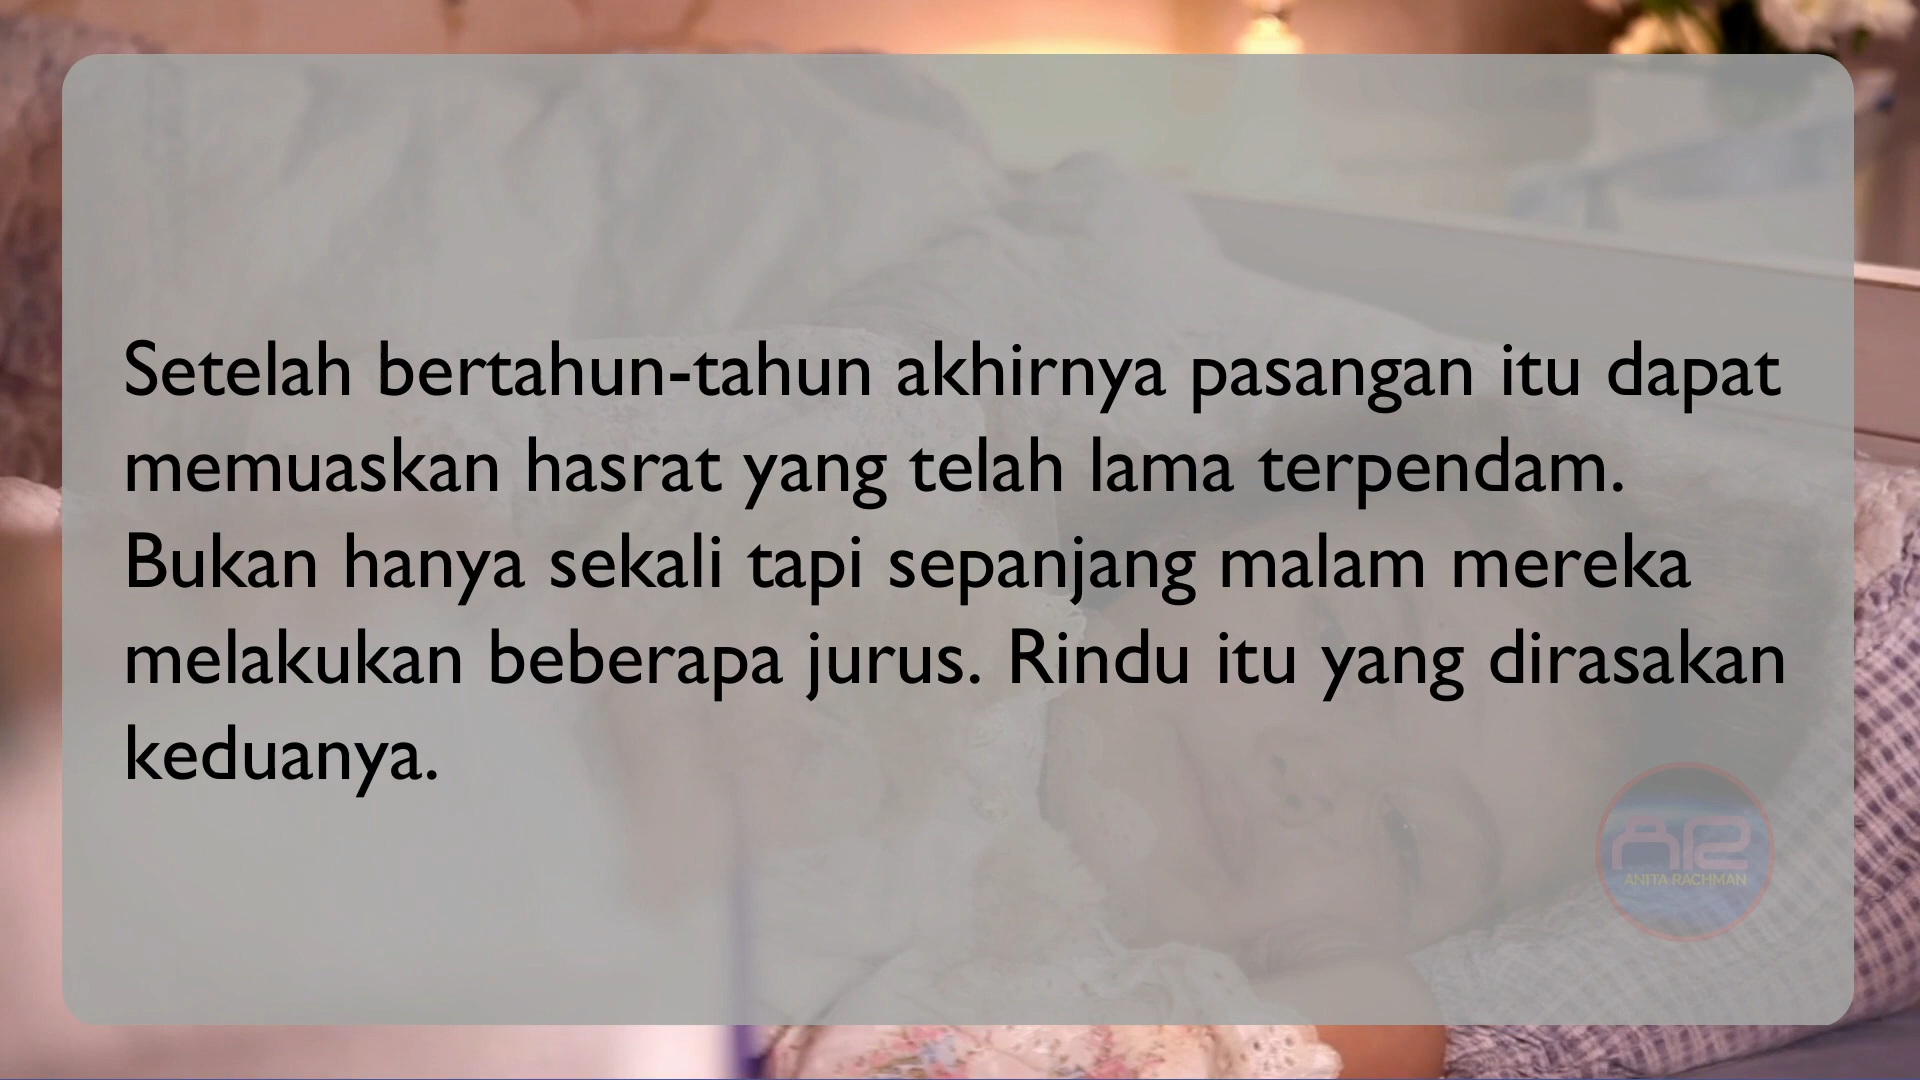 Setelah bertahun-tahun akhirnya pasangan itu dapat
memuaskan hasrat yang telah lama terpendam.
Bukan hanya sekali tapi sepanjang malam mereka
melakukan beberapa jurus. Rindu itu yang dirasakan
keduanya.
AR
ANITA RACHMAN